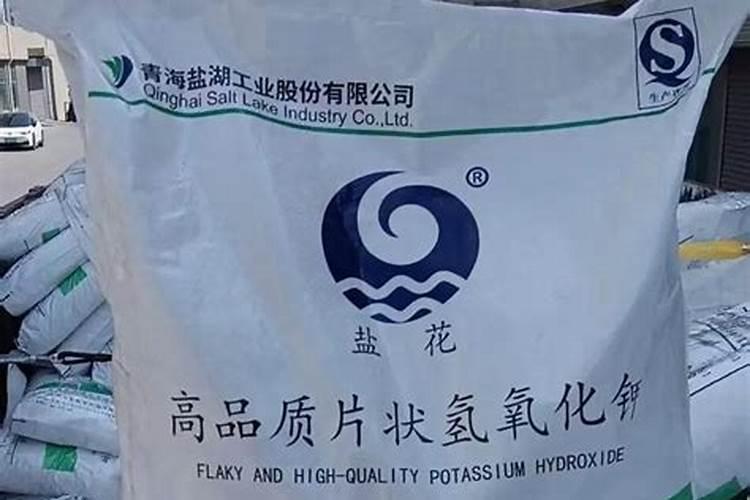 青海盐湖工业股份有限公司
Qinghai Salt Lake Industry Co.,Ltd.
S
®
盐花
高品质片状氢氧化钾
FLAKY AND HIGH-QUALITY POTASSIUM HYDROXIDE